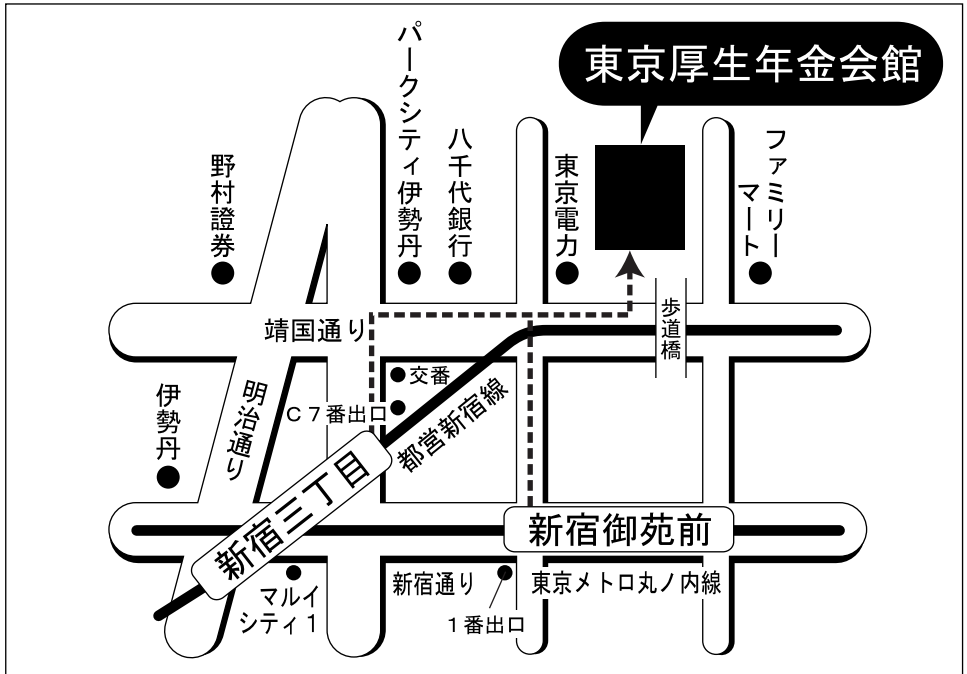 東京厚生年金会館
パークシティ伊勢丹
八千代銀行
野村證券
東京電力
ファミリー
マート
靖国通り
歩道橋
交番
C7番出口
都営新宿線
伊勢丹
明治通り
新宿三丁目
新宿御苑前
マルイ
シティ1
新宿通り
1番出口
東京メトロ丸ノ内線